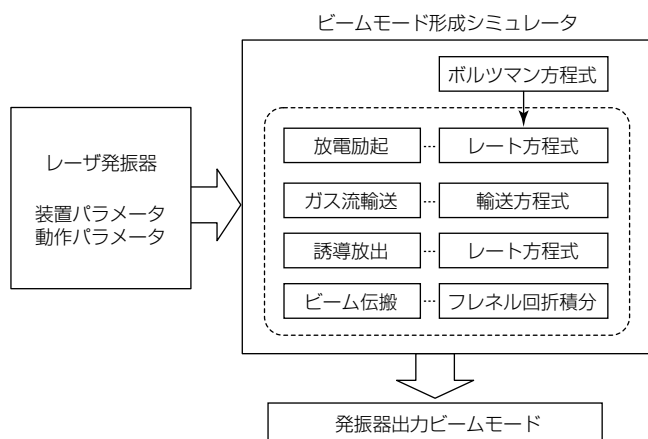 ビームモード形成シミュレータ
ボルツマン方程式
レーザ発振器
装置パラメータ
動作パラメータ
放電励起
レート方程式
ガス流輸送
輸送方程式
誘導放出
レート方程式
ビーム伝搬
フレネル回折積分
発振器出力ビームモード